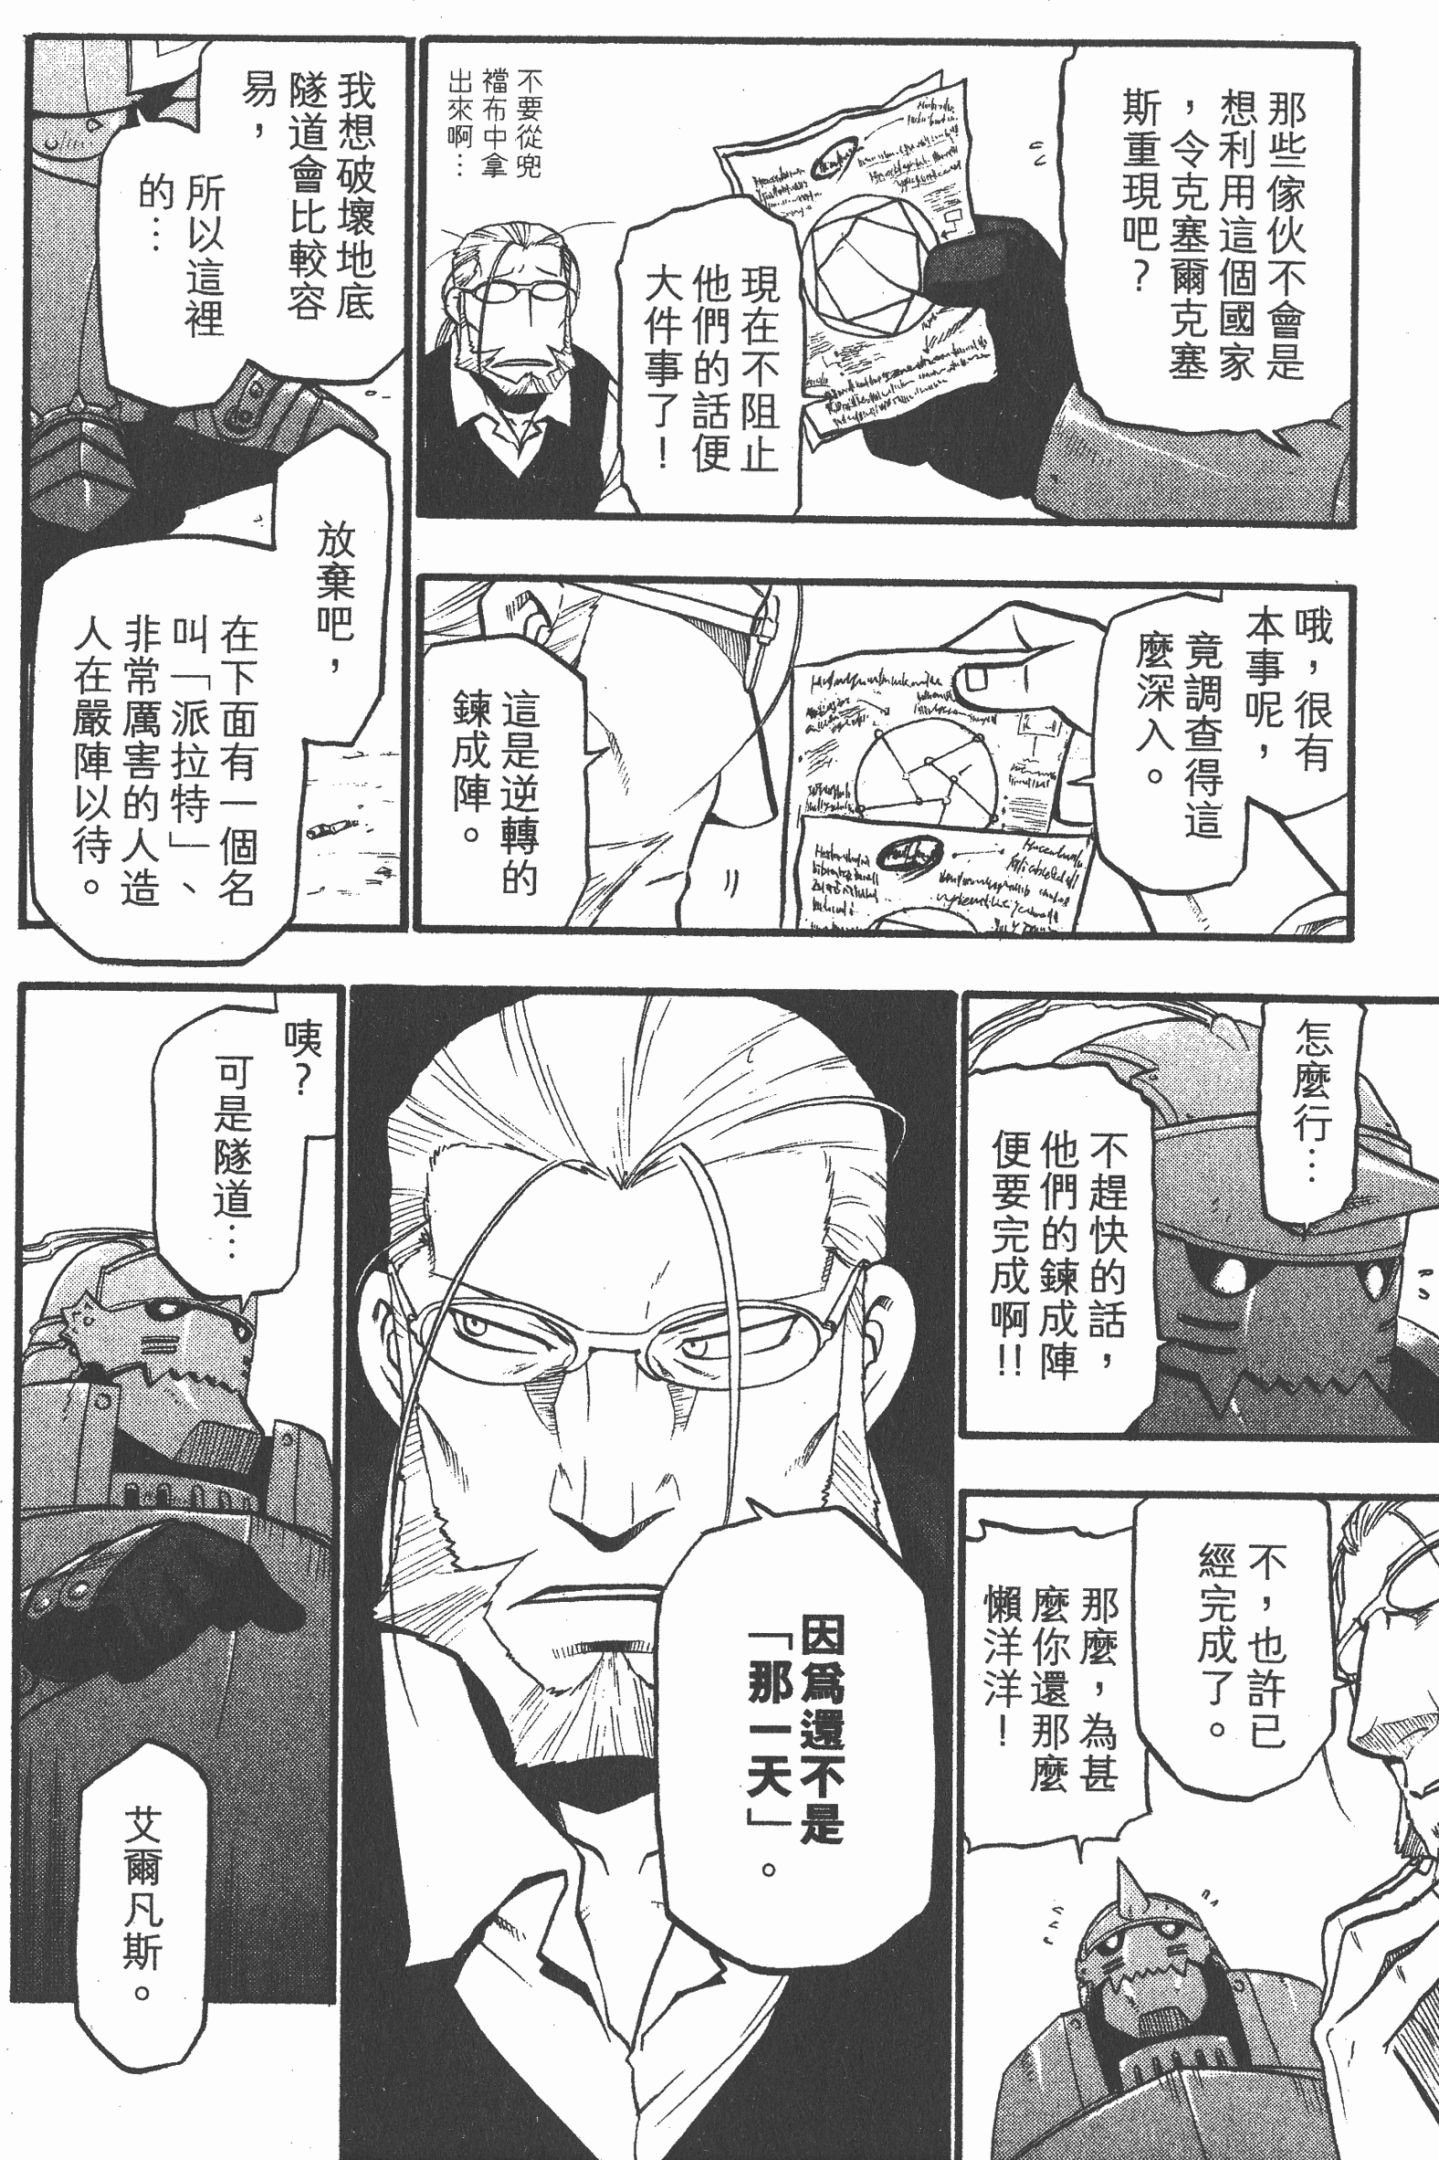 那些傢伙不會是
想利用這個國家
，令克塞爾克塞
斯重現吧？
現在不阻止
他們的話便
大件事了！
不要從兜
襠布中拿
出來啊…
哦，很有
本事呢，
竟調查得這
麼深入。
這是逆轉的
鍊成陣。
我想破壞地底
隧道會比較容
易，
所以這裡
的…
放棄吧，
在下面有一個名
叫「派拉特」、
非常厲害的人造
人在嚴陣以待。
怎麼行…
不趕快的話，
他們的鍊成陣
便要完成啊!!
不，也許已
經完成了。
那麼，為甚
麼你還那麼
懶洋洋！
因為還不是
「那一天」。
咦？
可是隧道…
艾爾凡斯。